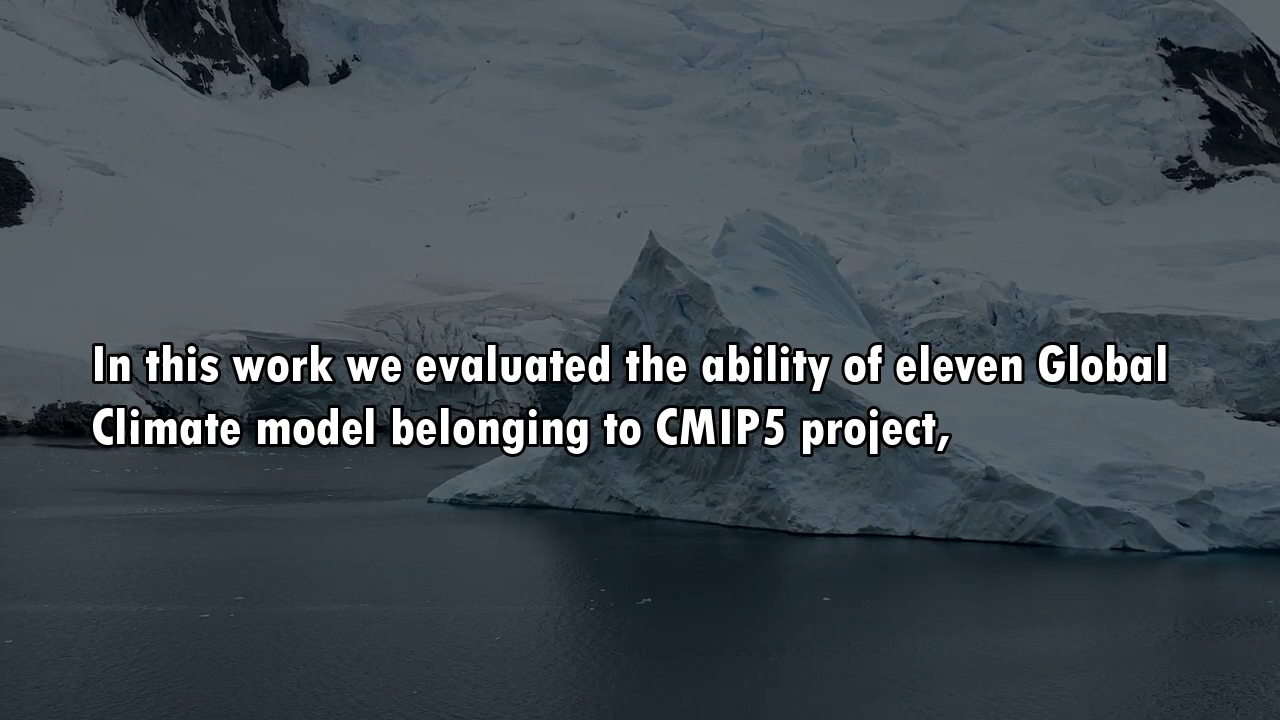 In this work we evaluated the ability of eleven Global
Climate model belonging to CMIP5 project,